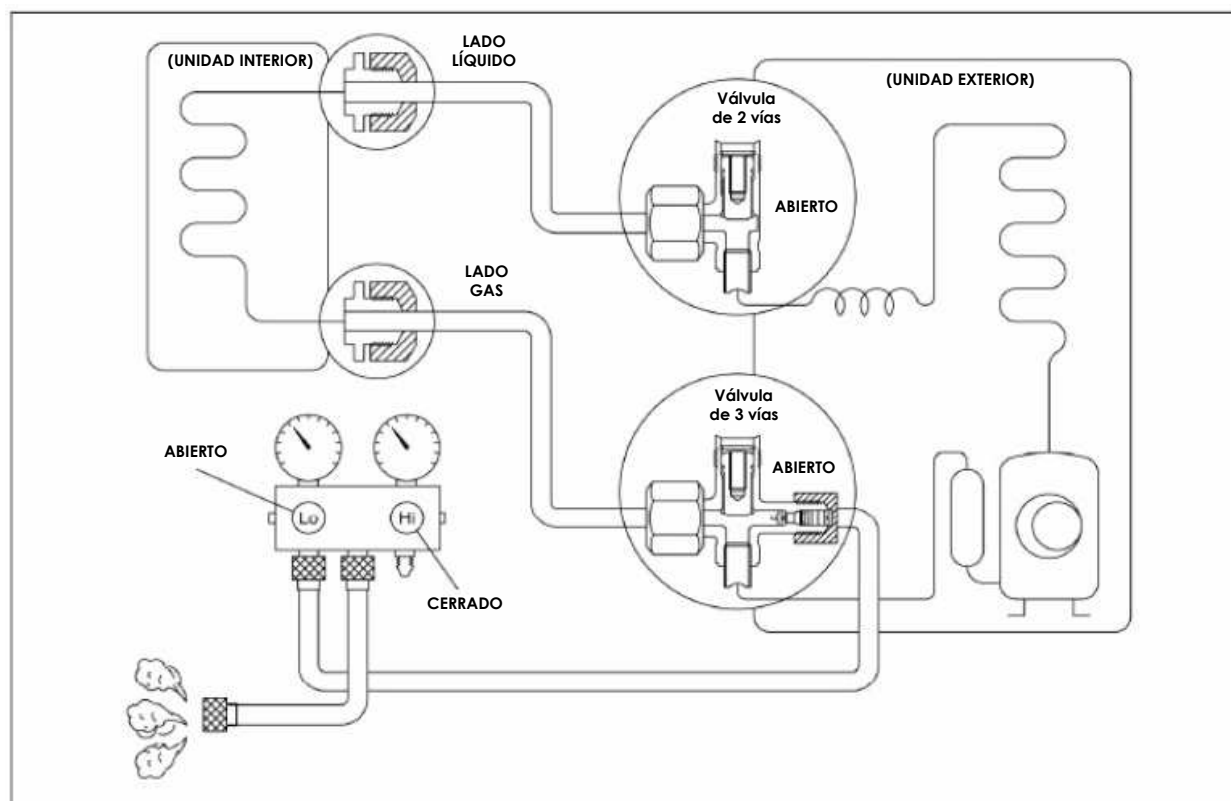 (UNIDAD INTERIOR)
LADO
LÍQUIDO
(UNIDAD EXTERIOR)
Válvula
de 2 vías
ABIERTO
LADO
GAS
Válvula
de 3 vías
ABIERTO
ABIERTO
Lo
Hi
CERRADO